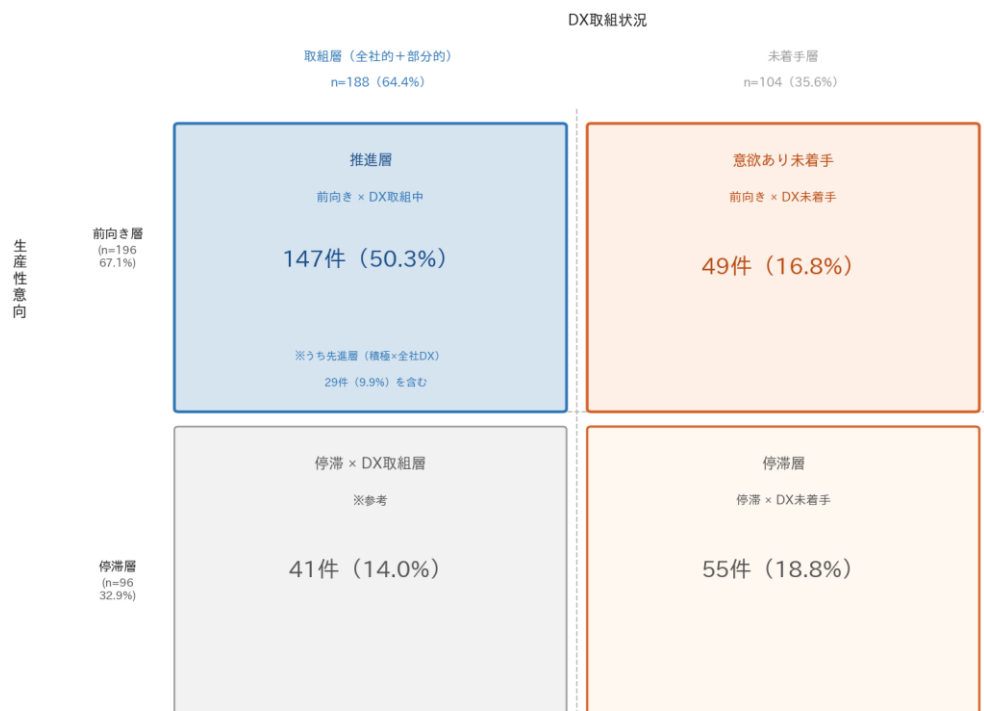 DX取組状況
取組層（全社的＋部分的）
n=188（64.4%）
未着手層
n=104（35.6%）
生産性意向
前向き層
(n=196
67.1%)
推進層
前向き × DX取組中
147件（50.3%）
※うち先進層（積極×全社DX）
29件（9.9%）を含む
意欲あり未着手
前向き × DX未着手
49件（16.8%）
停滞層
(n=96
32.9%)
停滞 × DX取組層
※参考
41件（14.0%）
停滞層
停滞 × DX未着手
55件（18.8%）